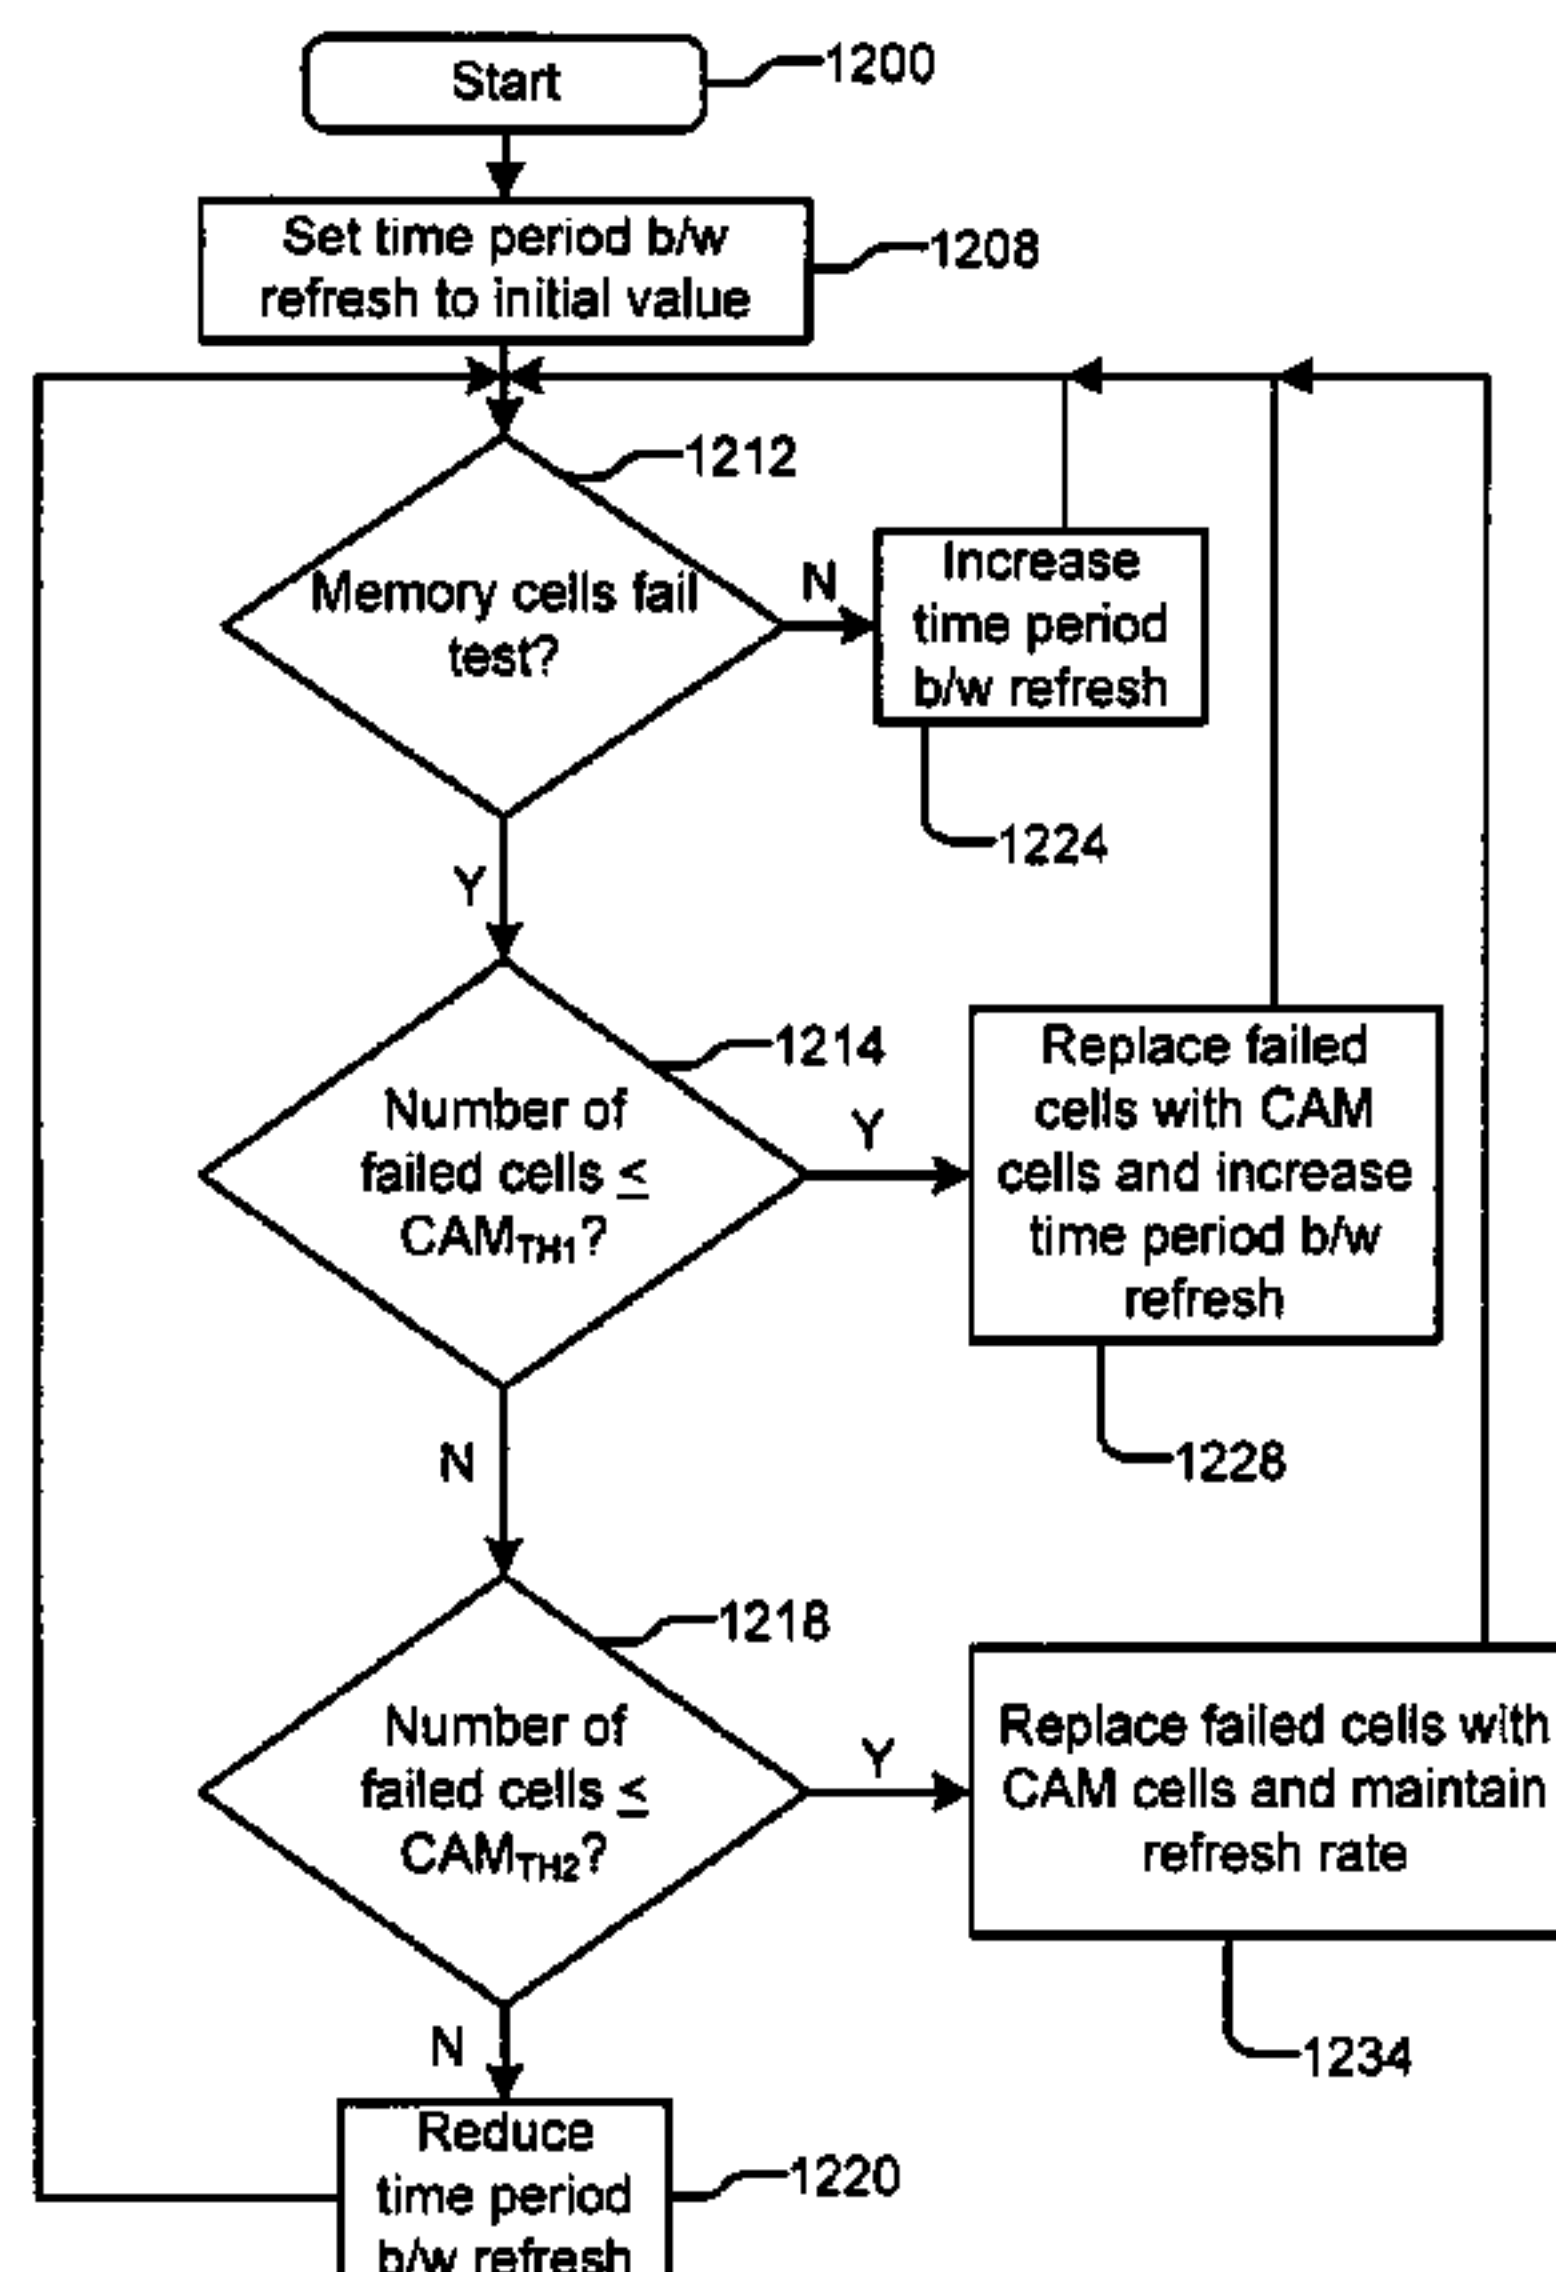 Start
1200
Set time period b/w
refresh to initial value
1208
1212
Memory cells fail
test?
N
Increase
time period
b/w refresh
1224
Y
1214
Number of
failed cells ≤
CAMTH1?
Y
Replace failed
cells with CAM
cells and increase
time period b/w
refresh
1228
N
1218
Number of
failed cells ≤
CAMTH2?
Y
Replace failed cells with
CAM cells and maintain
refresh rate
1234
N
Reduce
time period
b/w refresh
1220